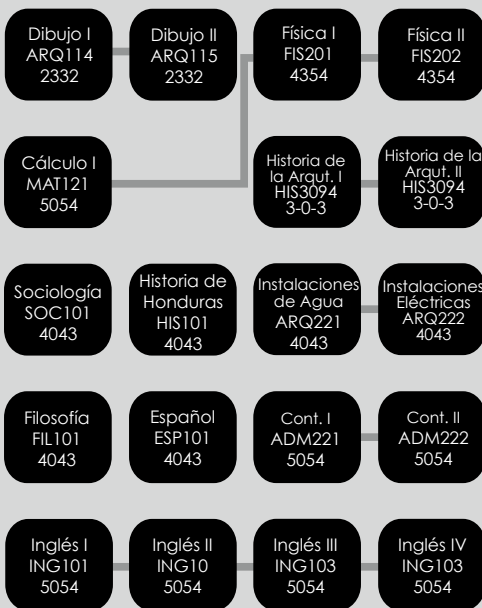 Dibujo I
ARQ114
2332
Dibujo II
ARQ115
2332
Física I
FIS201
4354
Física II
FIS202
4354
Cálculo I
MAT121
5054
Historia de
la Arqut. I
HIS3094
3-0-3
Historia de la
Arqut. II
HIS3094
3-0-3
Sociología
SOC101
4043
Historia de
Honduras
HIS101
4043
Instalaciones
de Agua
ARQ221
4043
Instalaciones
Eléctricas
ARQ222
4043
Filosofía
FIL101
4043
Español
ESP101
4043
Cont. I
ADM221
5054
Cont. II
ADM222
5054
Inglés I
ING101
5054
Inglés II
ING10
5054
Inglés III
ING103
5054
Inglés IV
ING103
5054